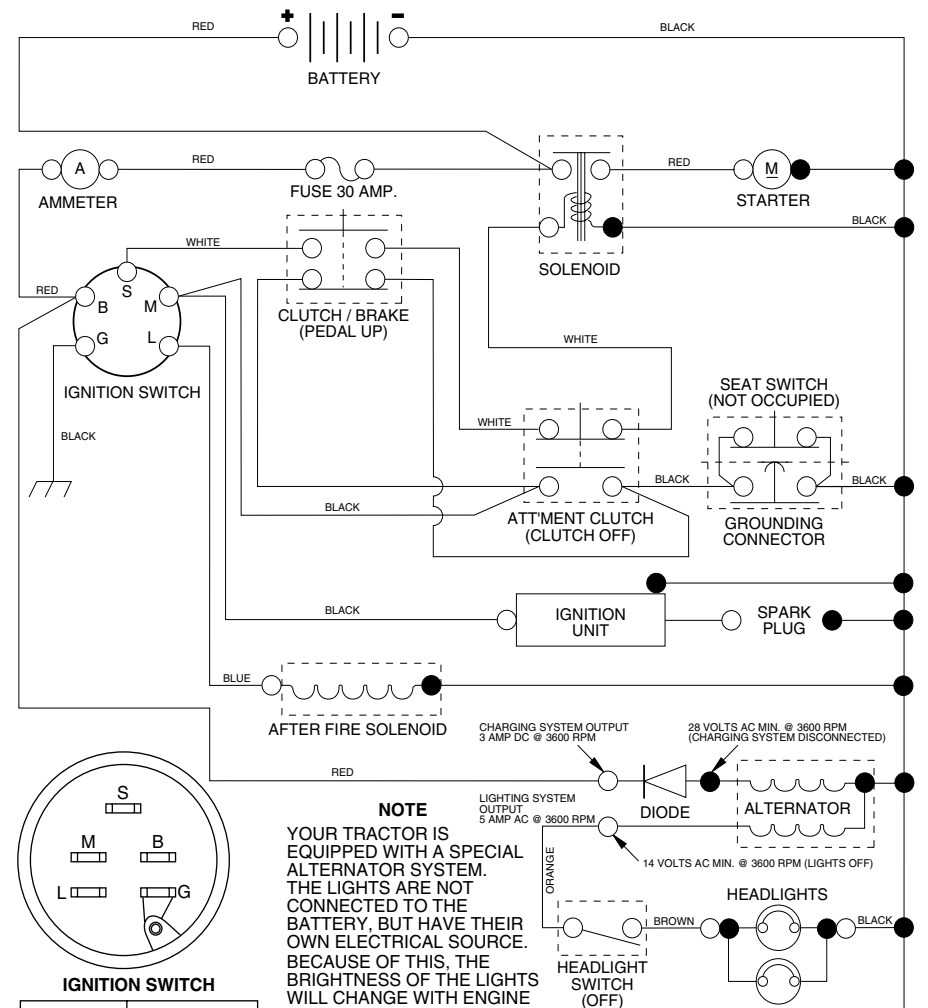 + -
RED
BLACK
BATTERY
A
RED
RED
M
AMMETER
FUSE 30 AMP.
STARTER
WHITE
BLACK
SOLENOID
S
RED
B
M
G
L
CLUTCH / BRAKE
(PEDAL UP)
WHITE
IGNITION SWITCH
SEAT SWITCH
(NOT OCCUPIED)
WHITE
BLACK
BLACK
BLACK
BLACK
ATT'MENT CLUTCH
(CLUTCH OFF)
GROUNDING
CONNECTOR
BLACK
IGNITION
UNIT
SPARK
PLUG
BLUE
AFTER FIRE SOLENOID
CHARGING SYSTEM OUTPUT
3 AMP DC @ 3600 RPM
28 VOLTS AC MIN. @ 3600 RPM
(CHARGING SYSTEM DISCONNECTED)
RED
DIODE
ALTERNATOR
LIGHTING SYSTEM
OUTPUT
5 AMP AC @ 3600 RPM
14 VOLTS AC MIN. @ 3600 RPM (LIGHTS OFF)
ORANGE
HEADLIGHTS
BROWN
BLACK
HEADLIGHT
SWITCH
(OFF)
S
M
B
L
G
IGNITION SWITCH
NOTE
YOUR TRACTOR IS
EQUIPPED WITH A SPECIAL
ALTERNATOR SYSTEM.
THE LIGHTS ARE NOT
CONNECTED TO THE
BATTERY, BUT HAVE THEIR
OWN ELECTRICAL SOURCE.
BECAUSE OF THIS, THE
BRIGHTNESS OF THE LIGHTS
WILL CHANGE WITH ENGINE